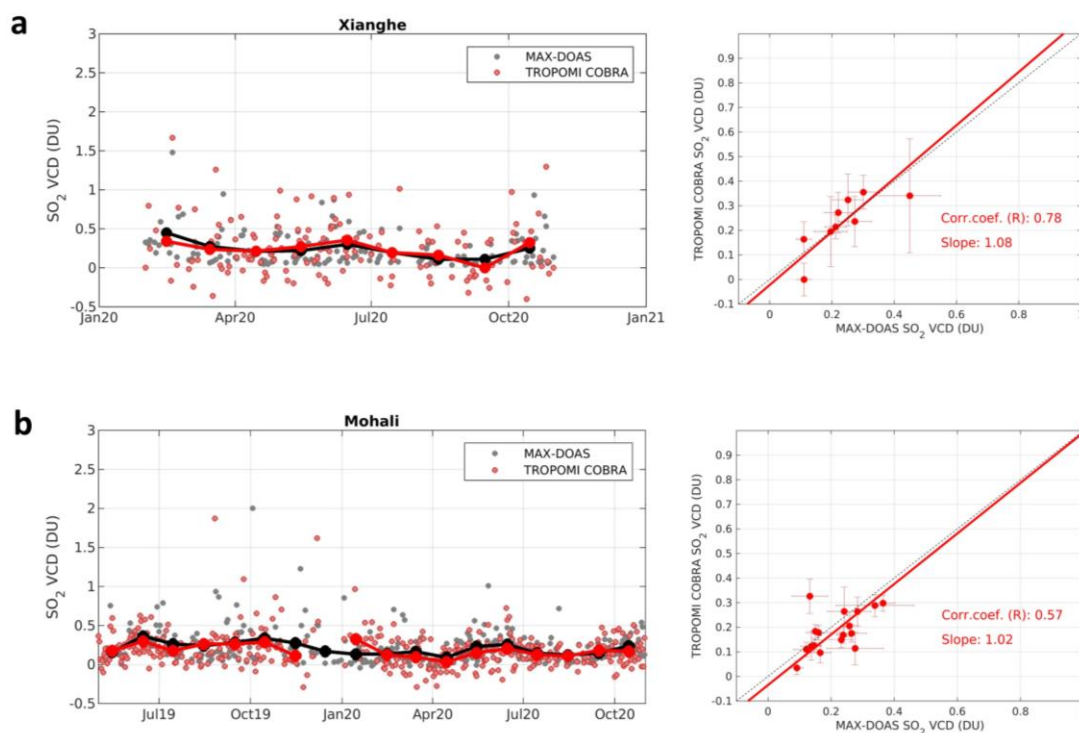 a
Xianghe
SO2 VCD (DU)
3
2.5
2
1.5
1
0.5
0
-0.5
MAX-DOAS
TROPOMI COBRA
Jan20 Apr20 Jul20 Oct20 Jan21
TROPOMI COBRA SO2 VCD (DU)
0.9
0.8
0.7
0.6
0.5
0.4
0.3
0.2
0.1
0
-0.1
Corr.coef. (R): 0.78
Slope: 1.08
0 0.2 0.4 0.6 0.8 1
MAX-DOAS SO2 VCD (DU)
b
Mohali
SO2 VCD (DU)
3
2.5
2
1.5
1
0.5
0
-0.5
MAX-DOAS
TROPOMI COBRA
Jul19 Oct19 Jan20 Apr20 Jul20 Oct20
TROPOMI COBRA SO2 VCD (DU)
0.9
0.8
0.7
0.6
0.5
0.4
0.3
0.2
0.1
0
-0.1
Corr.coef. (R): 0.57
Slope: 1.02
0 0.2 0.4 0.6 0.8
MAX-DOAS SO2 VCD (DU)